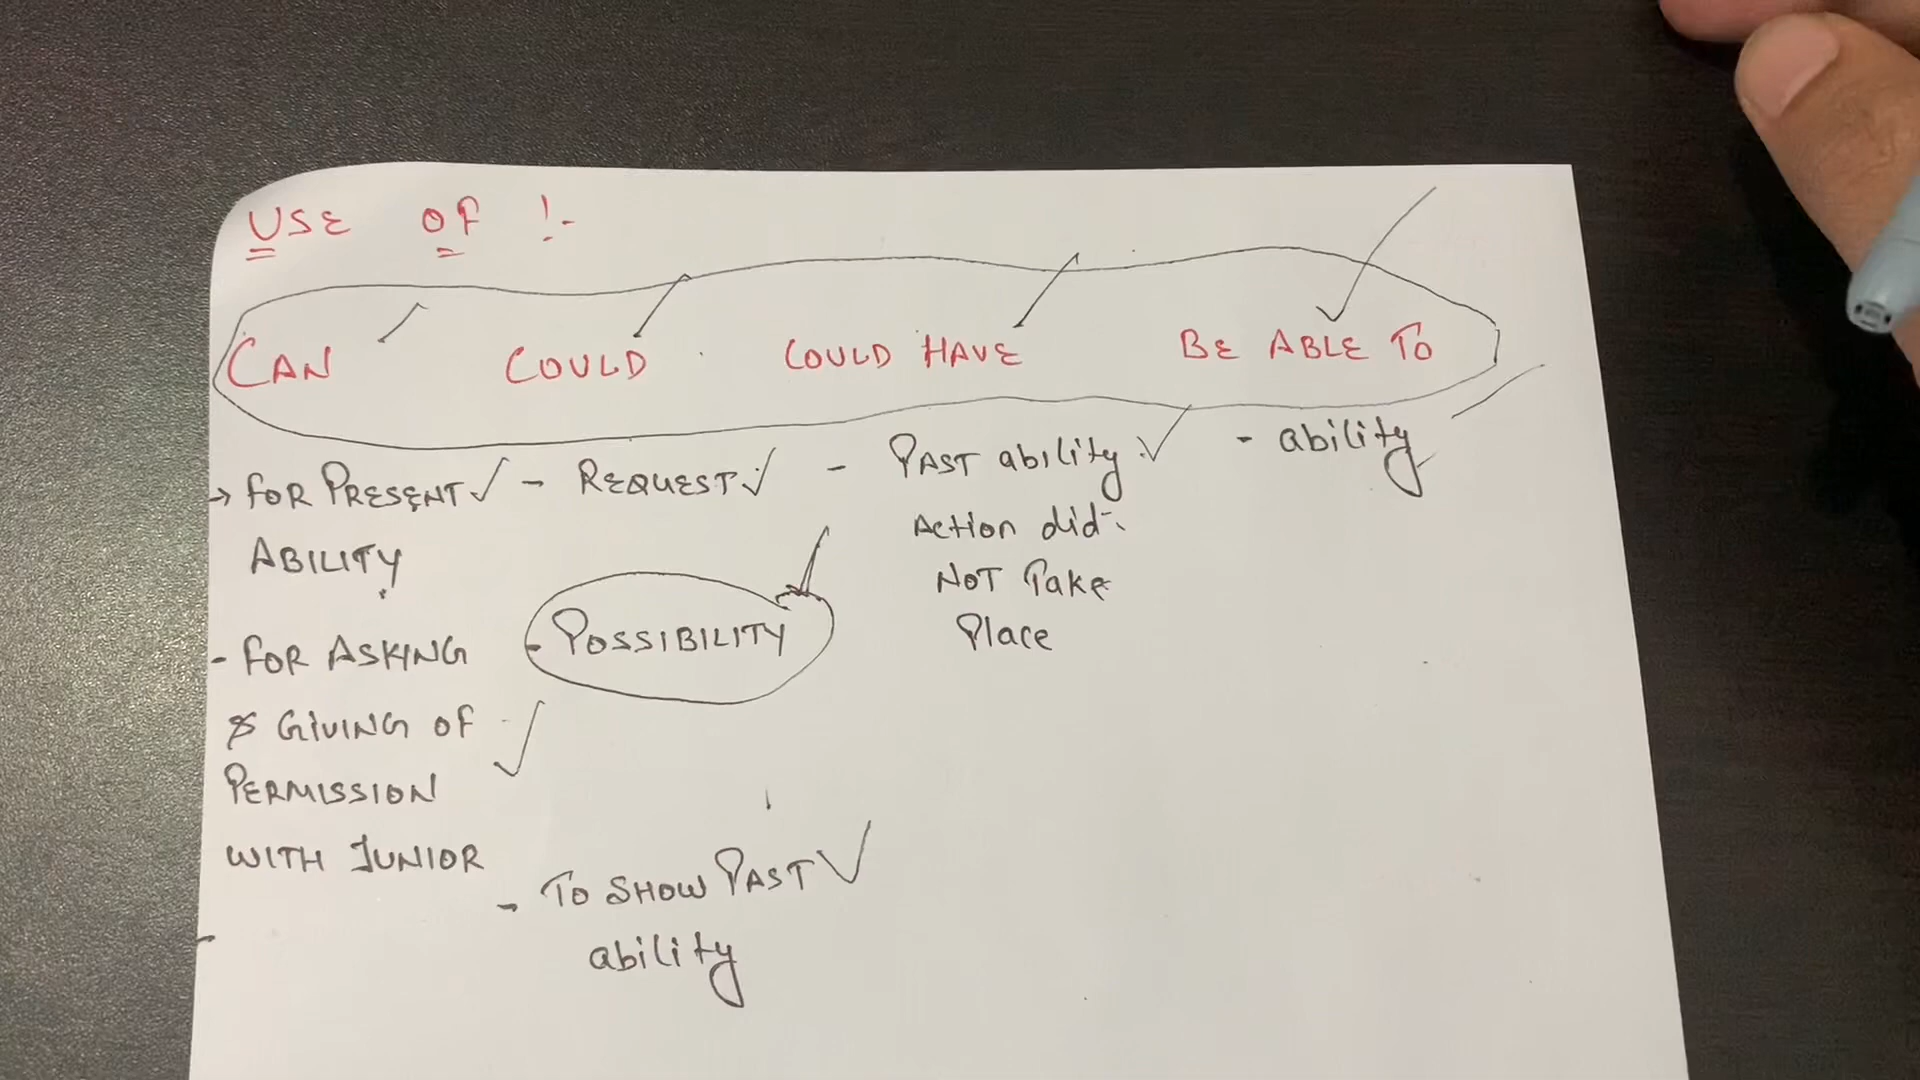 USE OF :-
CAN COULD COULD HAVE BE ABLE TO
→ FOR PRESENT
ABILITY
- FOR ASKING
& GIVING OF
PERMISSION
WITH JUNIOR
-
- REQUEST
- POSSIBILITY
- TO SHOW PAST
ability
- PAST ability
Action did
NOT Take
Place
- ability